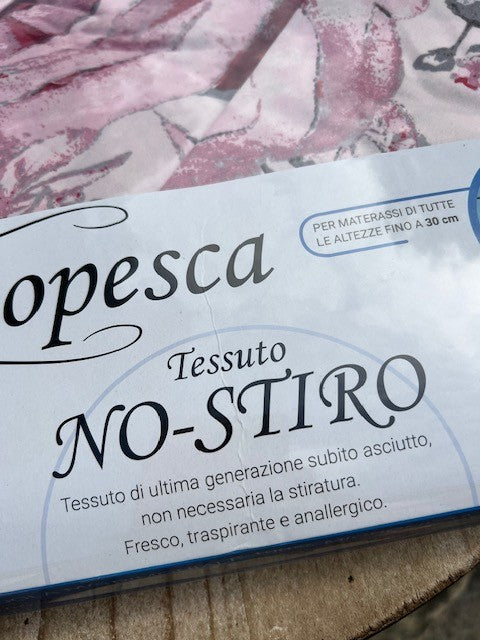 PER MATERASSI DI TUTTE
LE ALTEZZE FINO A 30 cm
opesca
Tessuto
NO-STIRO
Tessuto di ultima generazione subito asciutto,
non necessaria la stiratura.
Fresco, traspirante e anallergico.